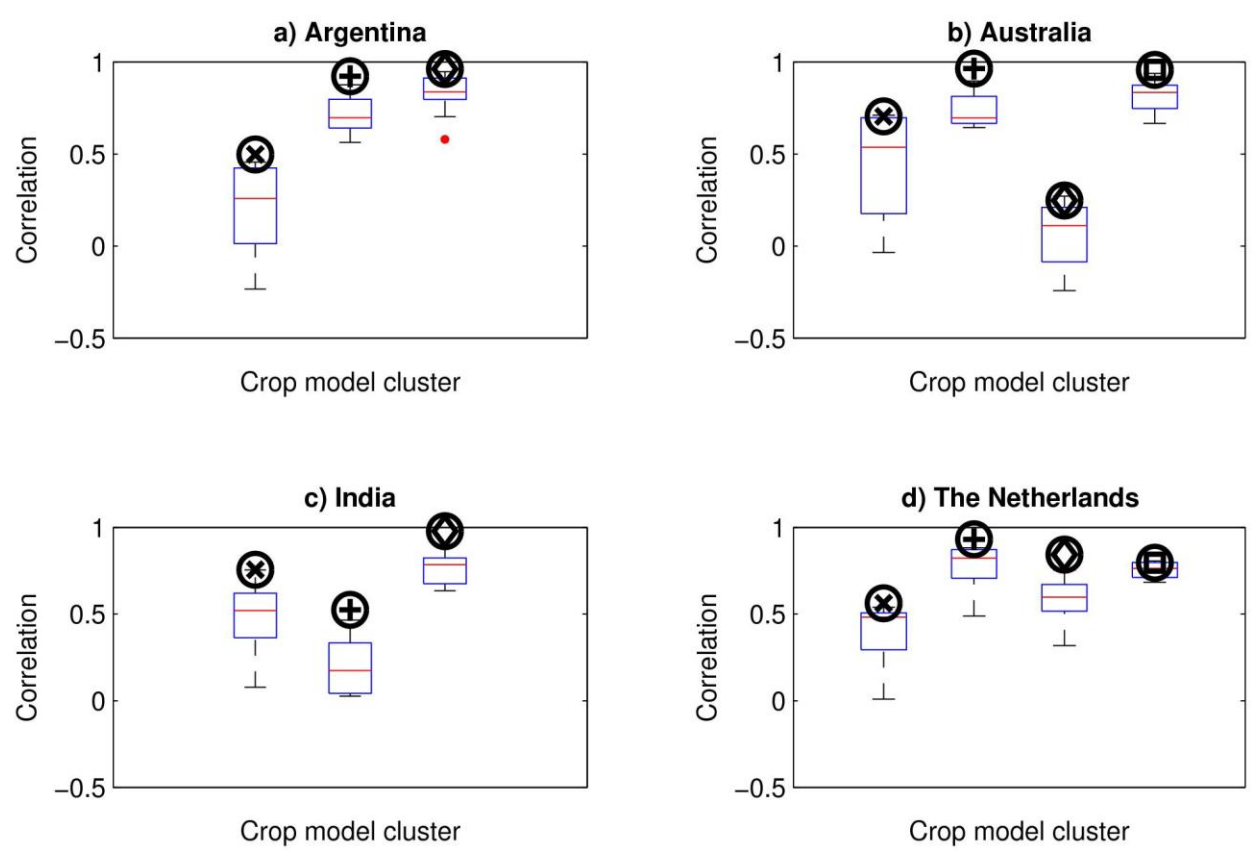 a) Argentina
1
0.5
0
−0.5
Correlation
Crop model cluster
b) Australia
1
0.5
0
−0.5
Correlation
Crop model cluster
c) India
1
0.5
0
−0.5
Correlation
Crop model cluster
d) The Netherlands
1
0.5
0
−0.5
Correlation
Crop model cluster